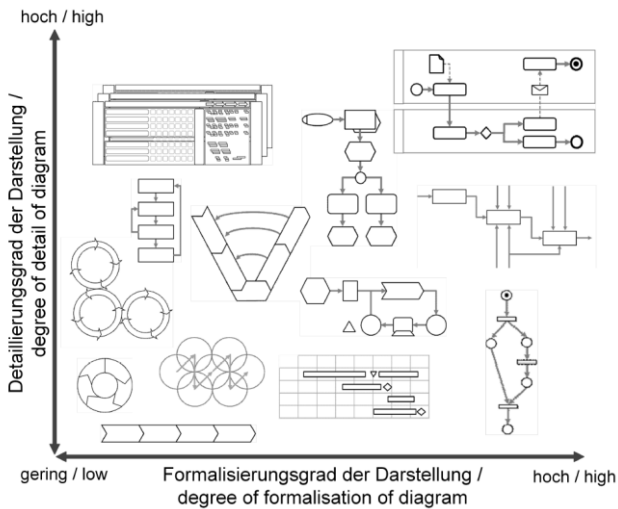 hoch / high
Detaillierungsgrad der Darstellung /
degree of detail of diagram
gering / low
Formalisierungsgrad der Darstellung /
degree of formalisation of diagram
hoch / high